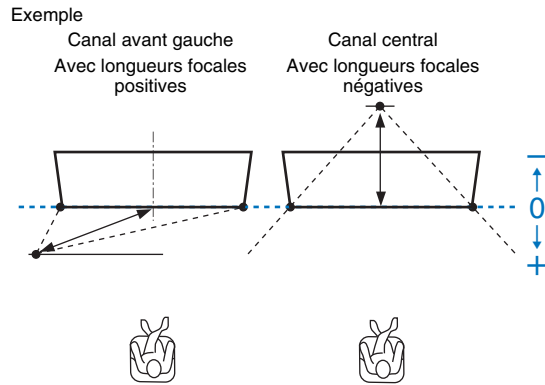 Exemple
Canal avant gauche
Avec longueurs focales
positives
Canal central
Avec longueurs focales
négatives
–
0
+